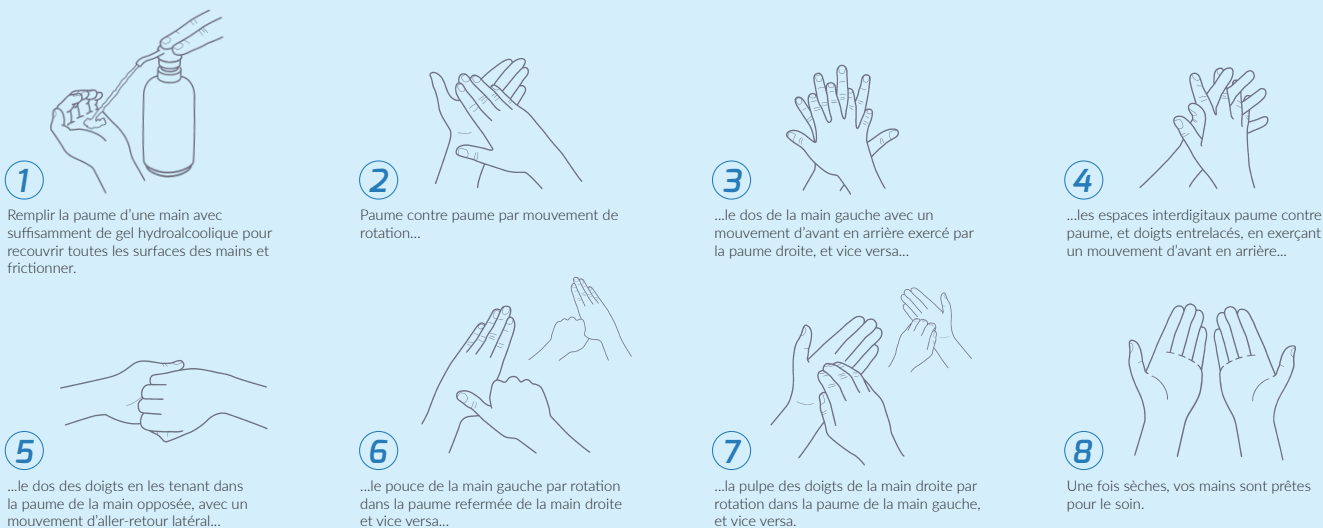 1
Remplir la paume d'une main avec
suffisamment de gel hydroalcoolique pour
recouvrir toutes les surfaces des mains et
frictionner.
2
Paume contre paume par mouvement de
rotation...
3
...le dos de la main gauche avec un
mouvement d'avant en arrière exercé par
la paume droite, et vice versa...
4
...les espaces interdigitaux paume contre
paume, et doigts entrelacés, en exerçant
un mouvement d'avant en arrière...
5
...le dos des doigts en les tenant dans
la paume de la main opposée, avec un
mouvement d'aller-retour latéral...
6
...le pouce de la main gauche par rotation
dans la paume refermée de la main droite
et vice versa...
7
...la pulpe des doigts de la main droite par
rotation dans la paume de la main gauche,
et vice versa.
8
Une fois sèches, vos mains sont prêtes
pour le soin.